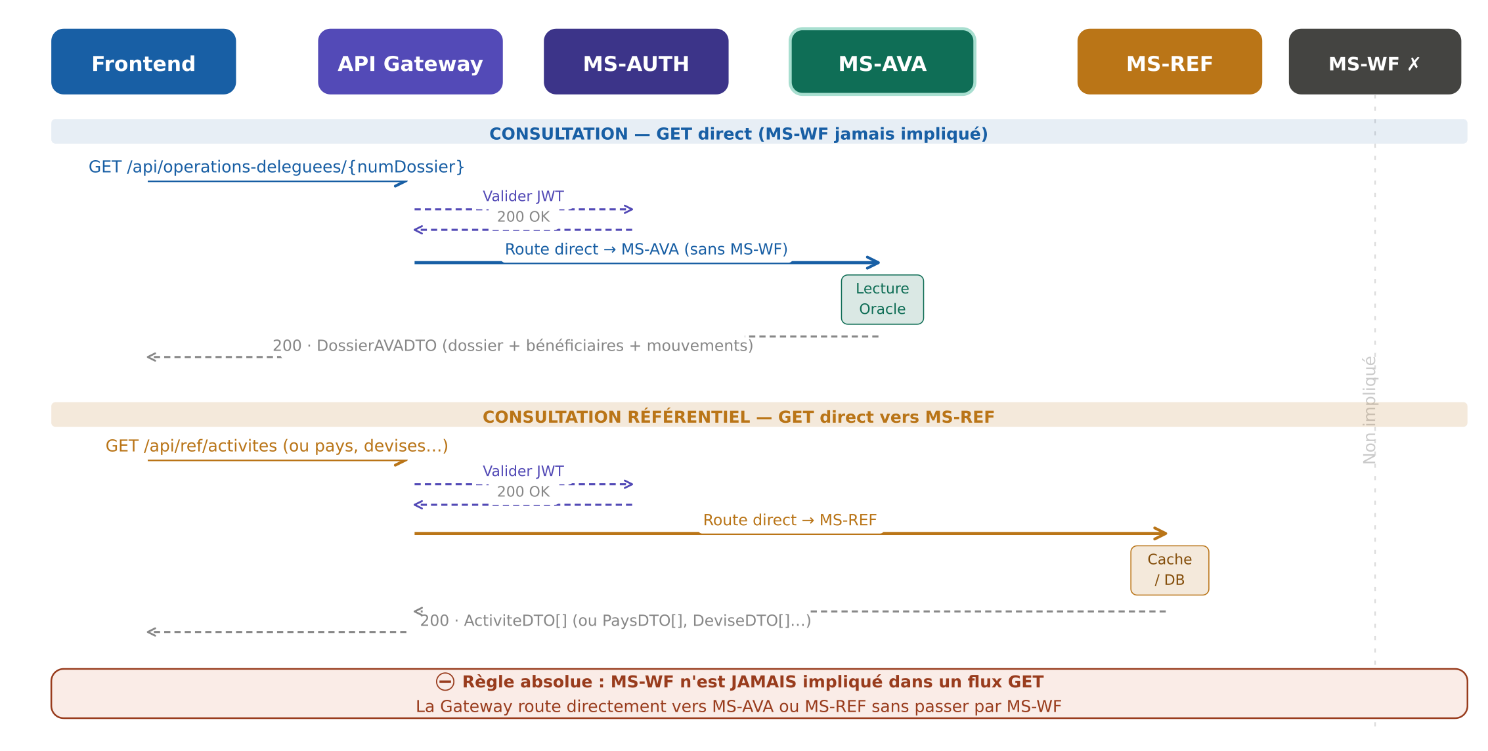 Frontend
API Gateway
MS-AUTH
MS-AVA
MS-REF
MS-WF ✗
CONSULTATION — GET direct (MS-WF jamais impliqué)
GET /api/operations-deleguees/{numDossier}
Valider JWT
200 OK
Route direct → MS-AVA (sans MS-WF)
Lecture
Oracle
200 · DossierAVADTO (dossier + bénéficiaires + mouvements)
Non impliqué
CONSULTATION RÉFÉRENTIEL — GET direct vers MS-REF
GET /api/ref/activites (ou pays, devises...)
Valider JWT
200 OK
Route direct → MS-REF
Cache
/ DB
200 · ActiviteDTO[] (ou PaysDTO[], DeviseDTO[]...)
⊖ Règle absolue : MS-WF n'est JAMAIS impliqué dans un flux GET
La Gateway route directement vers MS-AVA ou MS-REF sans passer par MS-WF